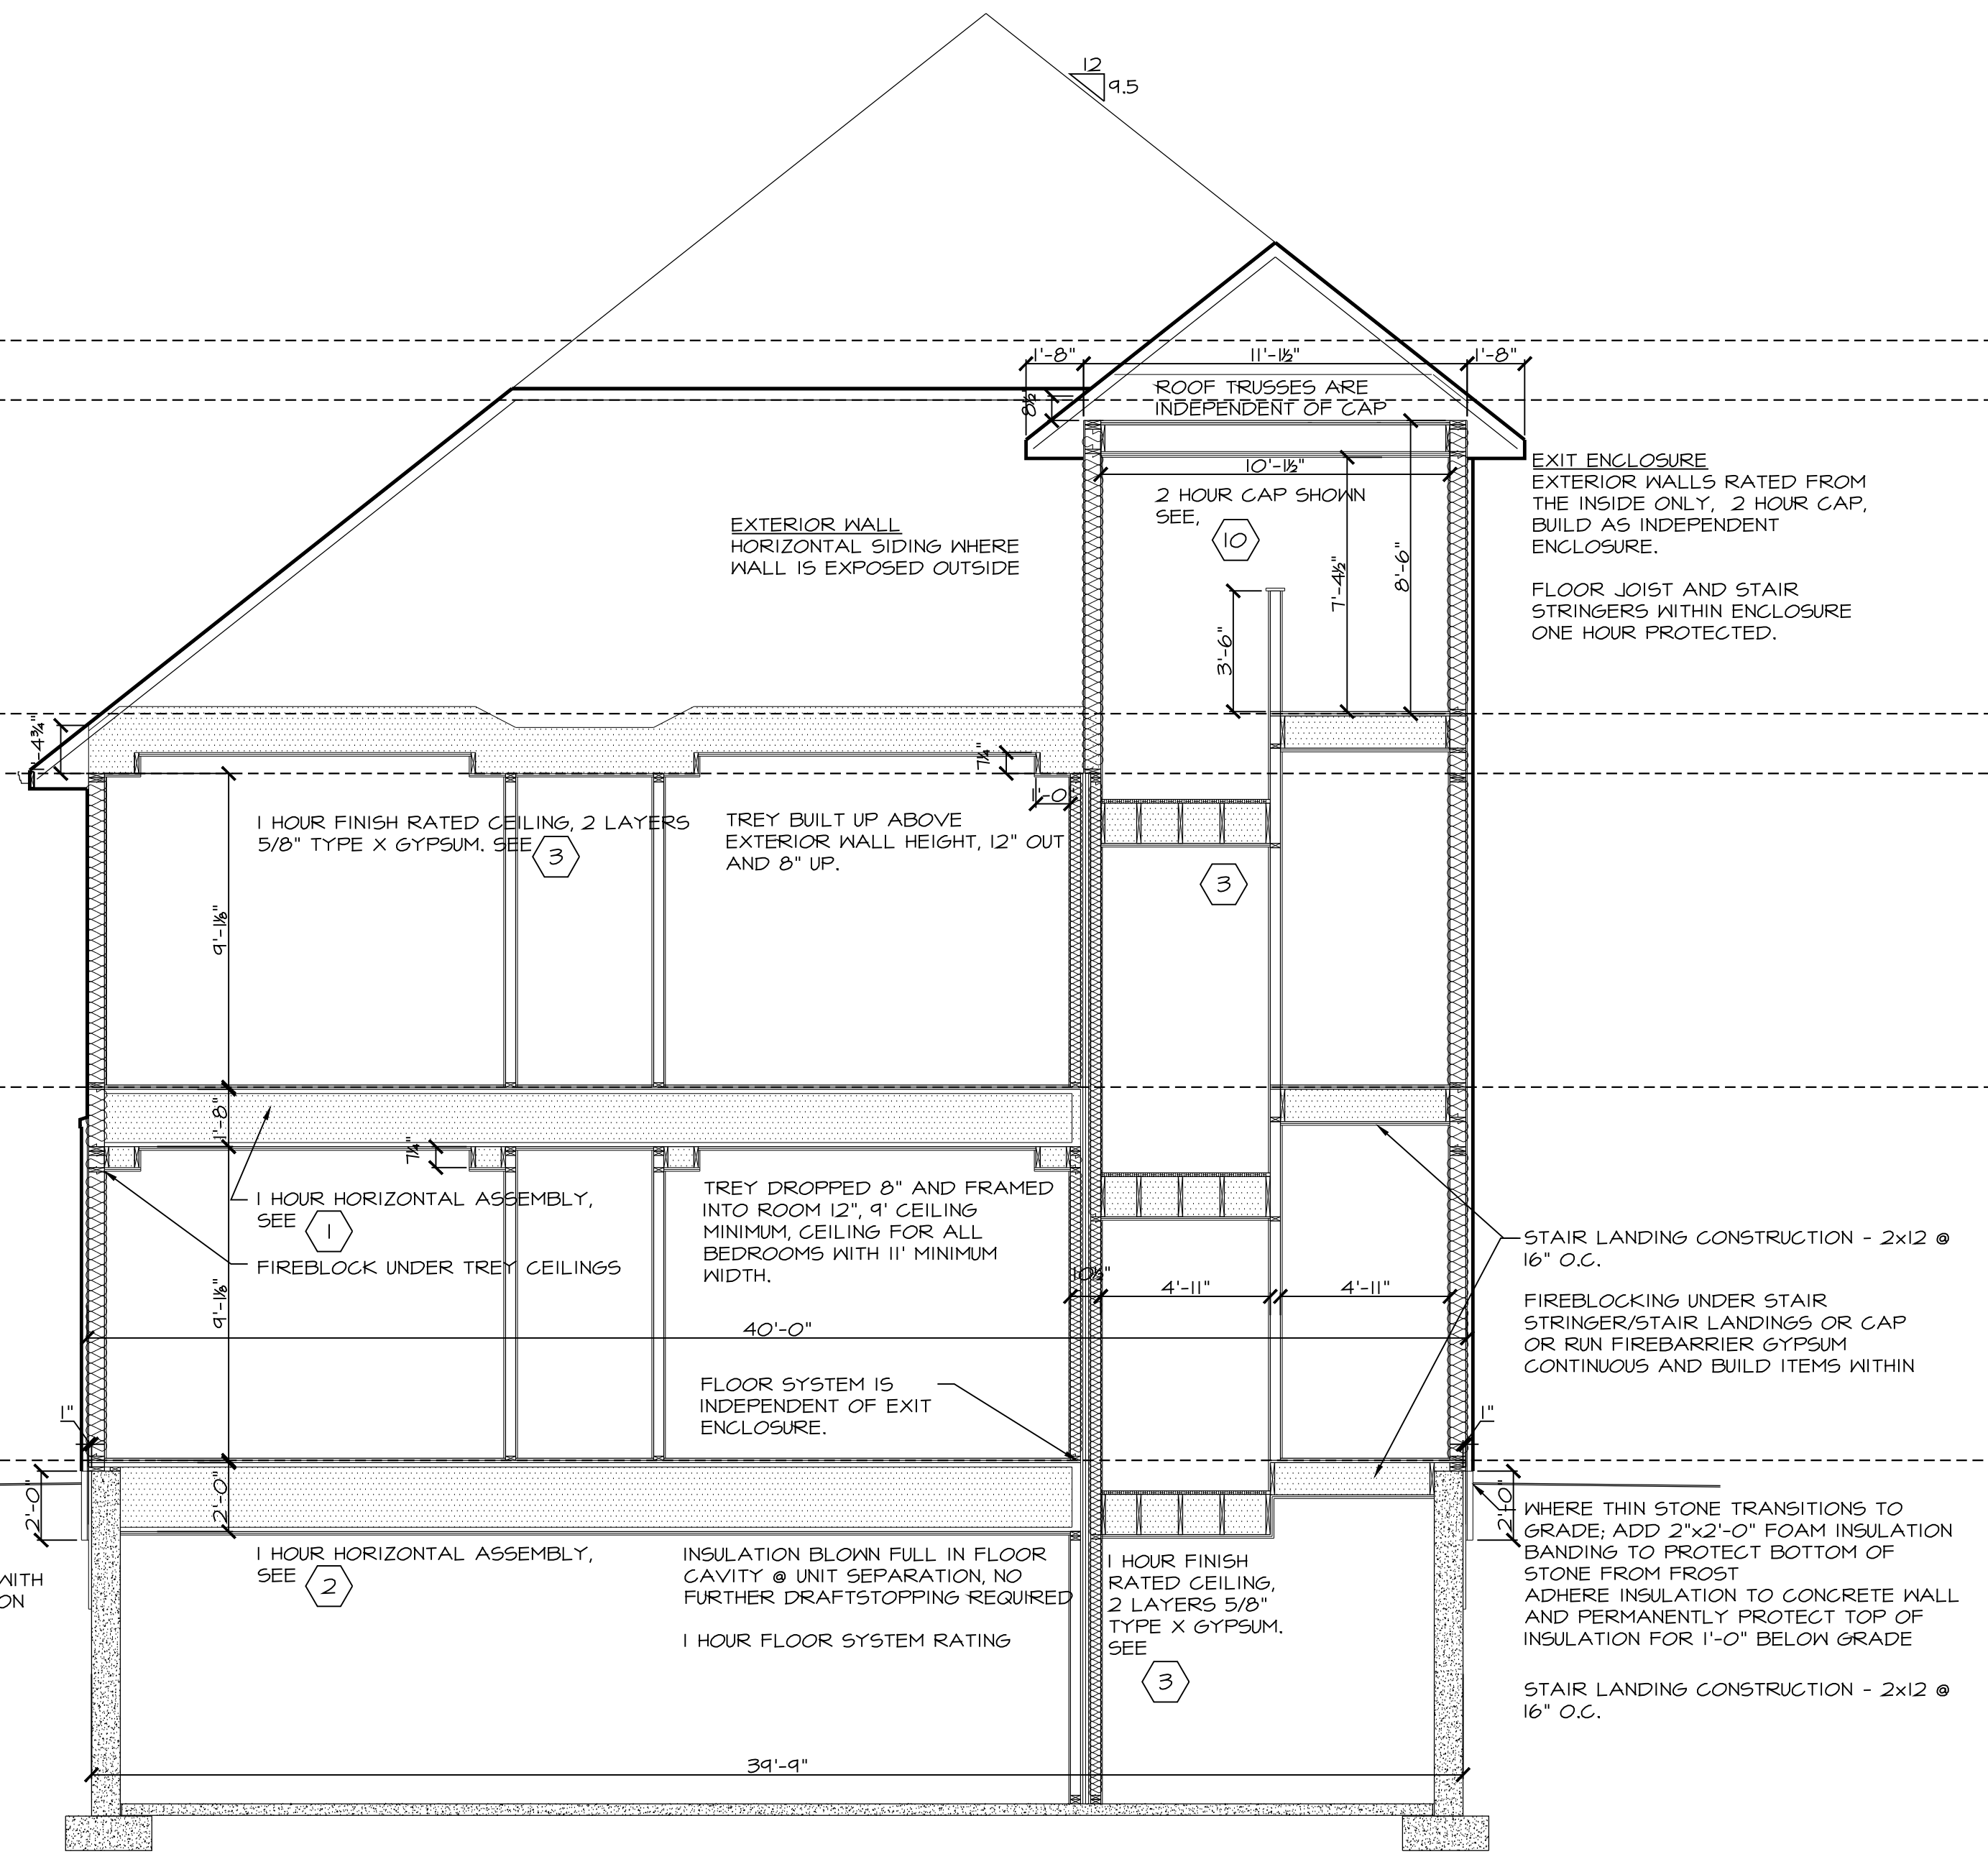 12
9.5
1'-8"
11'-1½"
1'-8"
8½"
ROOF TRUSSES ARE
INDEPENDENT OF CAP
10'-1½"
2 HOUR CAP SHOWN
SEE,
10
7'-4½"
8'-6"
3'-6"
EXIT ENCLOSURE
EXTERIOR WALLS RATED FROM
THE INSIDE ONLY, 2 HOUR CAP,
BUILD AS INDEPENDENT
ENCLOSURE.
FLOOR JOIST AND STAIR
STRINGERS WITHIN ENCLOSURE
ONE HOUR PROTECTED.
EXTERIOR WALL
HORIZONTAL SIDING WHERE
WALL IS EXPOSED OUTSIDE
-4¾"
7¼"
1'-0
1 HOUR FINISH RATED CEILING, 2 LAYERS
5/8" TYPE X GYPSUM. SEE
3
TREY BUILT UP ABOVE
EXTERIOR WALL HEIGHT, 12" OUT
AND 8" UP.
3
9'-1⅛"
1'-8"
7¼"
1 HOUR HORIZONTAL ASSEMBLY,
SEE
1
FIREBLOCK UNDER TREY CEILINGS
TREY DROPPED 8" AND FRAMED
INTO ROOM 12", 9' CEILING
MINIMUM, CEILING FOR ALL
BEDROOMS WITH 11' MINIMUM
WIDTH.
9'-1⅛"
10½"
4'-11"
4'-11"
40'-0"
STAIR LANDING CONSTRUCTION - 2x12 @
16" O.C.
FIREBLOCKING UNDER STAIR
STRINGER/STAIR LANDINGS OR CAP
OR RUN FIREBARRIER GYPSUM
CONTINUOUS AND BUILD ITEMS WITHIN
FLOOR SYSTEM IS
INDEPENDENT OF EXIT
ENCLOSURE.
1"
1"
2'-0"
2'-0"
2'-0"
WHERE THIN STONE TRANSITIONS TO
GRADE; ADD 2"x2'-0" FOAM INSULATION
BANDING TO PROTECT BOTTOM OF
STONE FROM FROST
ADHERE INSULATION TO CONCRETE WALL
AND PERMANENTLY PROTECT TOP OF
INSULATION FOR 1'-0" BELOW GRADE
STAIR LANDING CONSTRUCTION - 2x12 @
16" O.C.
WITH
ON
1 HOUR HORIZONTAL ASSEMBLY,
SEE
2
INSULATION BLOWN FULL IN FLOOR
CAVITY @ UNIT SEPARATION, NO
FURTHER DRAFTSTOPPING REQUIRED
1 HOUR FLOOR SYSTEM RATING
1 HOUR FINISH
RATED CEILING,
2 LAYERS 5/8"
TYPE X GYPSUM.
SEE
3
39'-9"